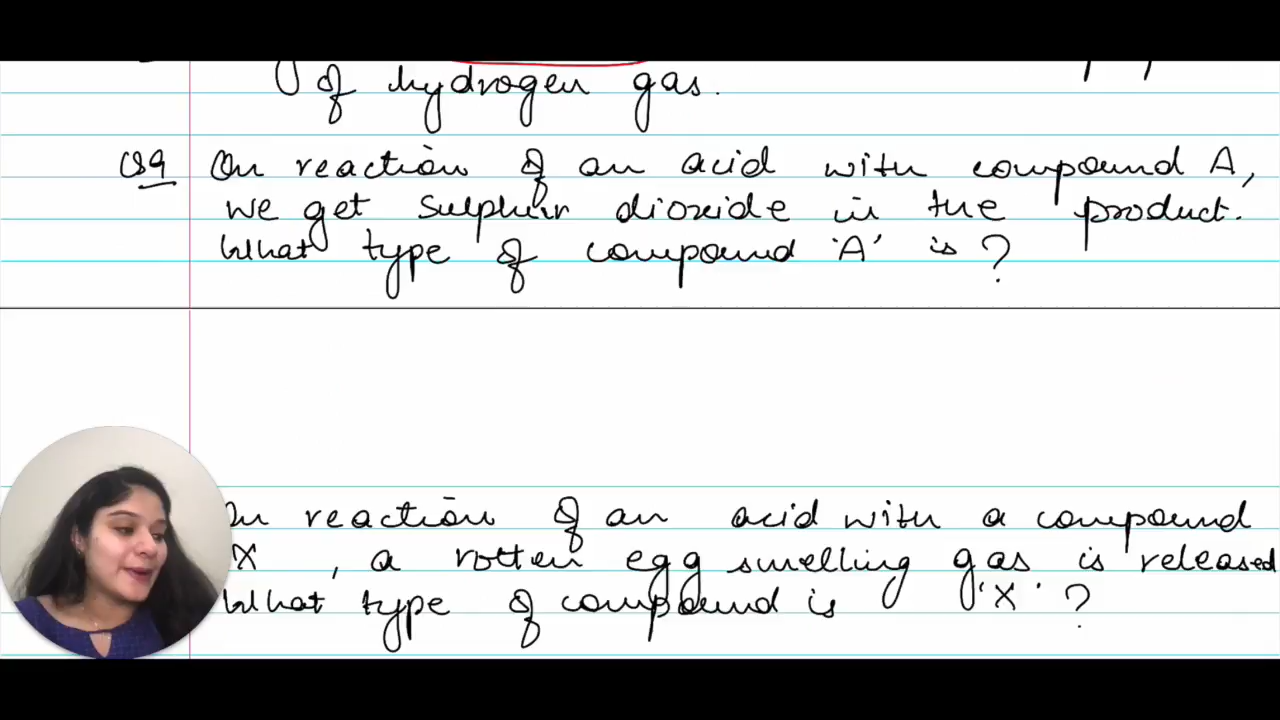 of hydrogen gas.
Q9 On reaction of an acid with compound A,
we get sulphur dioxide in the product.
What type of compound 'A' is?
On reaction of an acid with a compound
X , a rotten egg smelling gas is released
What type of compound is 'X' ?